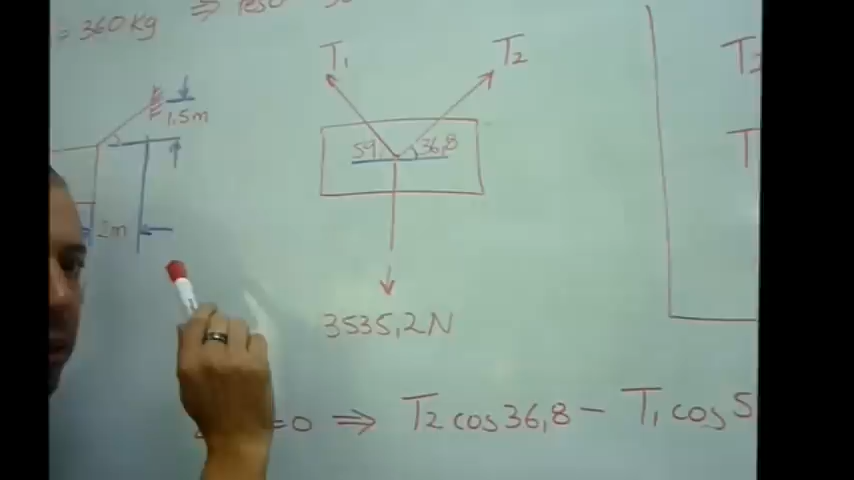 = 360 Kg ⇒ Peso
T₁ T₂
1,5m
59 36,8
2m
3535,2N
=0 ⇒ T₂ cos 36,8 - T₁ cos 5